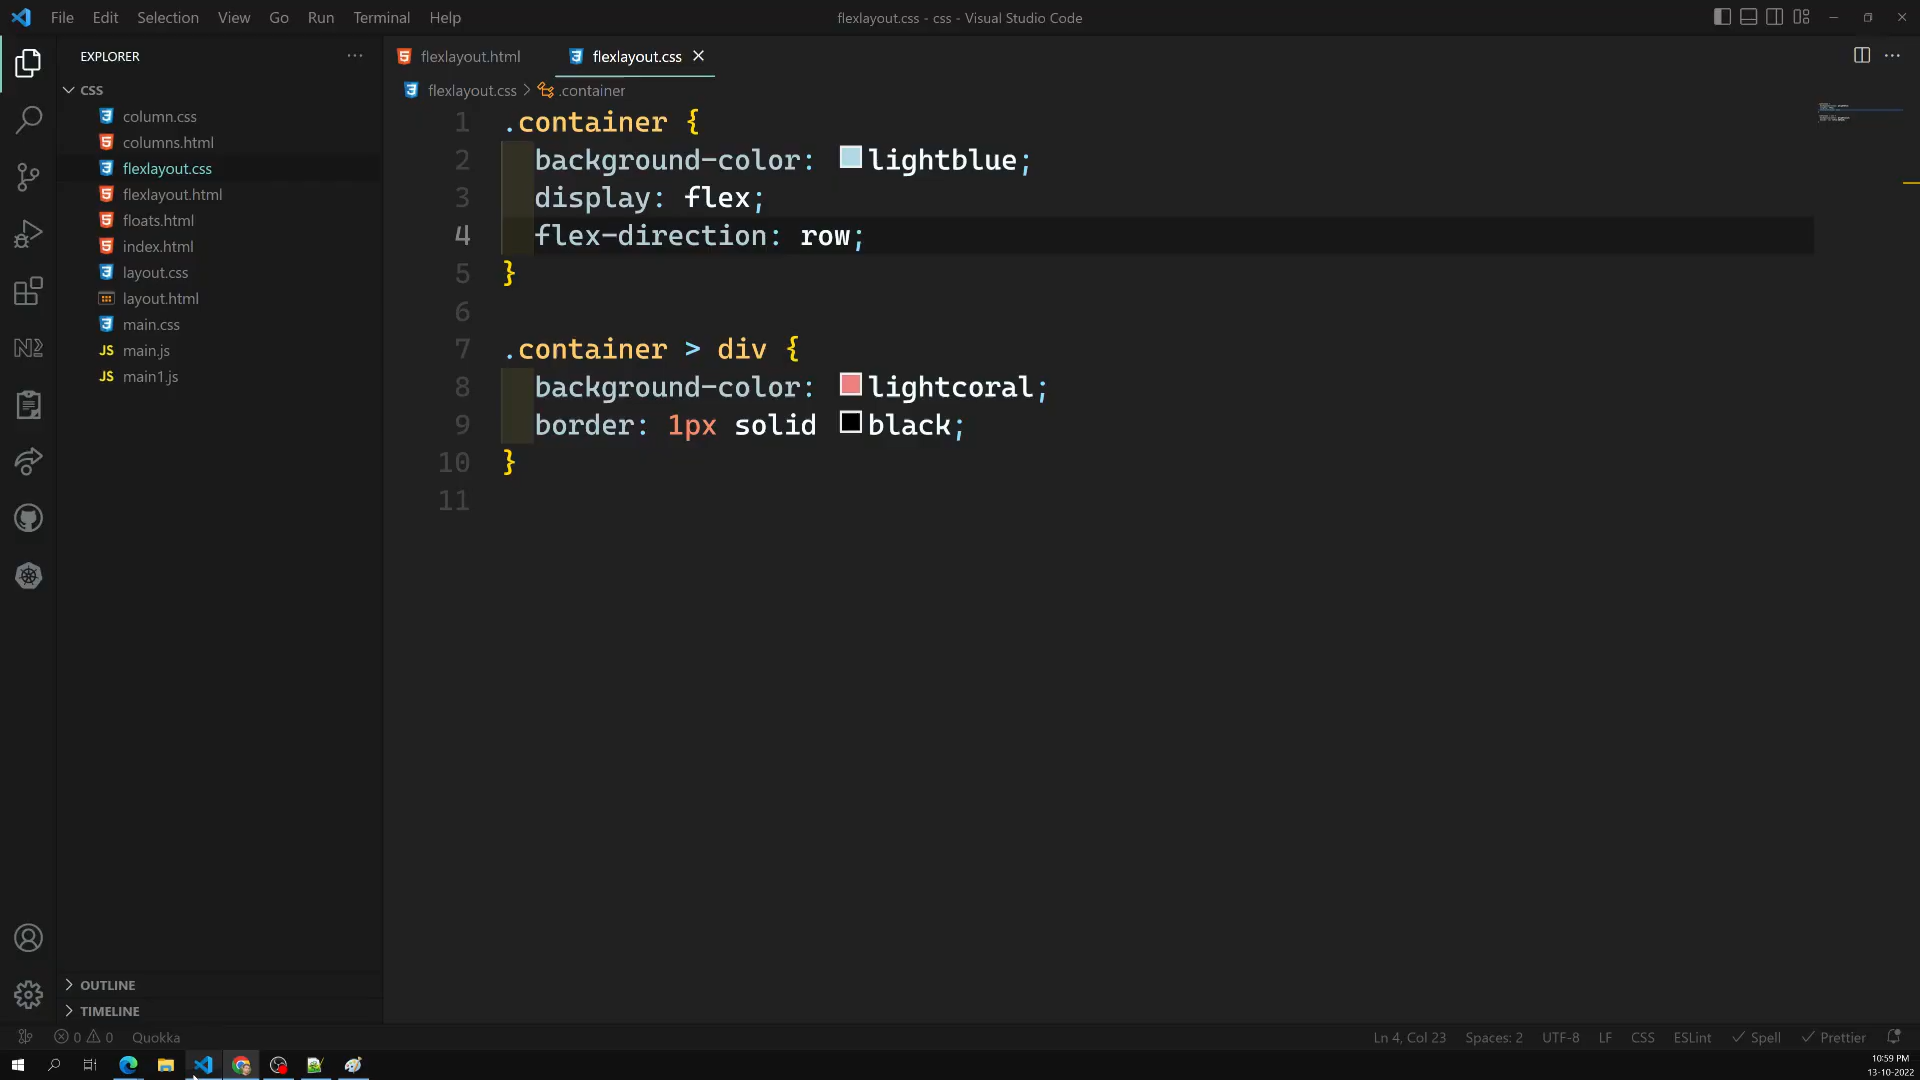 File Edit Selection View Go Run Terminal Help
flexlayout.css - css - Visual Studio Code
EXPLORER
CSS
column.css
columns.html
flexlayout.css
flexlayout.html
floats.html
index.html
layout.css
layout.html
main.css
JS main.js
JS main1.js
OUTLINE
TIMELINE
flexlayout.html flexlayout.css
flexlayout.css > .container
1 .container {
2 background-color: lightblue;
3 display: flex;
4 flex-direction: row;
5 }
6
7 .container > div {
8 background-color: lightcoral;
9 border: 1px solid black;
10 }
11
0 0 Quokka
Ln 4, Col 23 Spaces: 2 UTF-8 LF CSS ESLint Spell Prettier
10:59 PM
13-10-2022